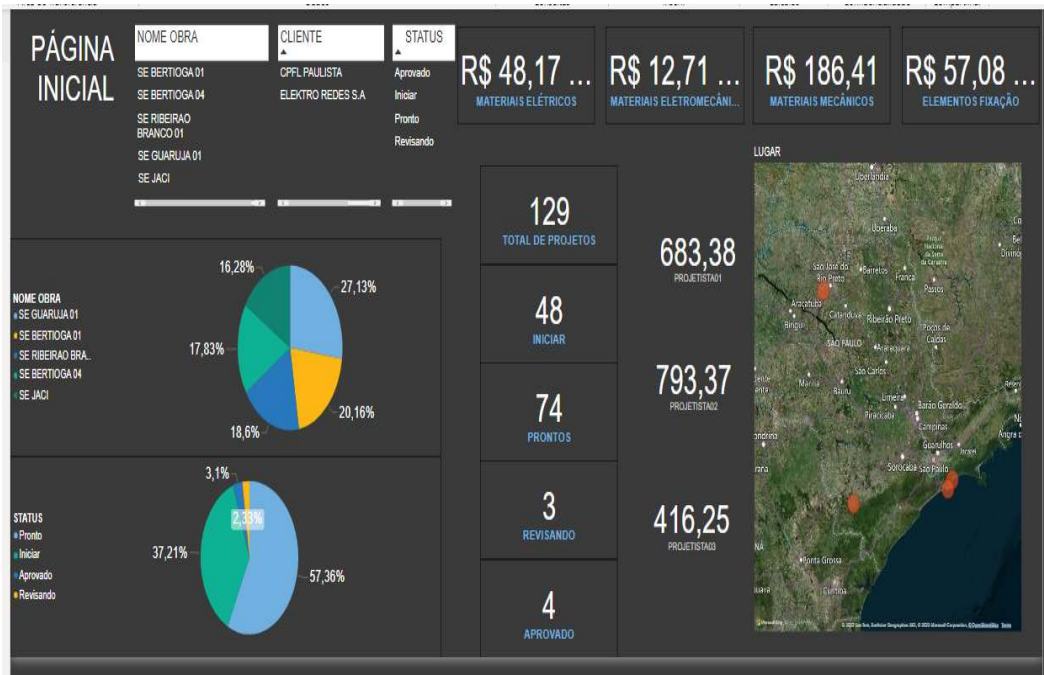 PÁGINA
INICIAL
NOME OBRA
SE BERTIOGA 01
SE BERTIOGA 04
SE RIBEIRAO
BRANCO 01
SE GUARUJA 01
SE JACI
CLIENTE
CPFL PAULISTA
ELEKTRO REDES S.A
STATUS
Aprovado
Iniciar
Pronto
Revisando
R$ 48,17 ...
MATERIAIS ELÉTRICOS
R$ 12,71 ...
MATERIAIS ELETROMECÂNI...
R$ 186,41
MATERIAIS MECÂNICOS
R$ 57,08 ...
ELEMENTOS FIXAÇÃO
NOME OBRA
SE GUARUJA 01
SE BERTIOGA 01
SE RIBEIRAO BRA..
SE BERTIOGA 04
SE JACI
16,28%
27,13%
17,83%
20,16%
18,6%
STATUS
Pronto
Iniciar
Aprovado
Revisando
3,1%
2,33%
37,21%
57,36%
129
TOTAL DE PROJETOS
48
INICIAR
74
PRONTOS
3
REVISANDO
4
APROVADO
683,38
PROJETISTA01
793,37
PROJETISTA02
416,25
PROJETISTA03
LUGAR
Uberlandia
Uberaba
São José do
Rio Preto
Barretos
Franca
Passos
Araçatuba
Catanduva
Ribeirão Preto
Birigui
Poços de
Caldas
SÃO PAULO
Araraquara
São Carlos
Marília
Bauru
Limeira
Barão Geraldo
Piracicaba
Campinas
Guarulhos
Jacareí
Sorocaba
São Paulo
Angra d
Ponta Grossa
Curitiba